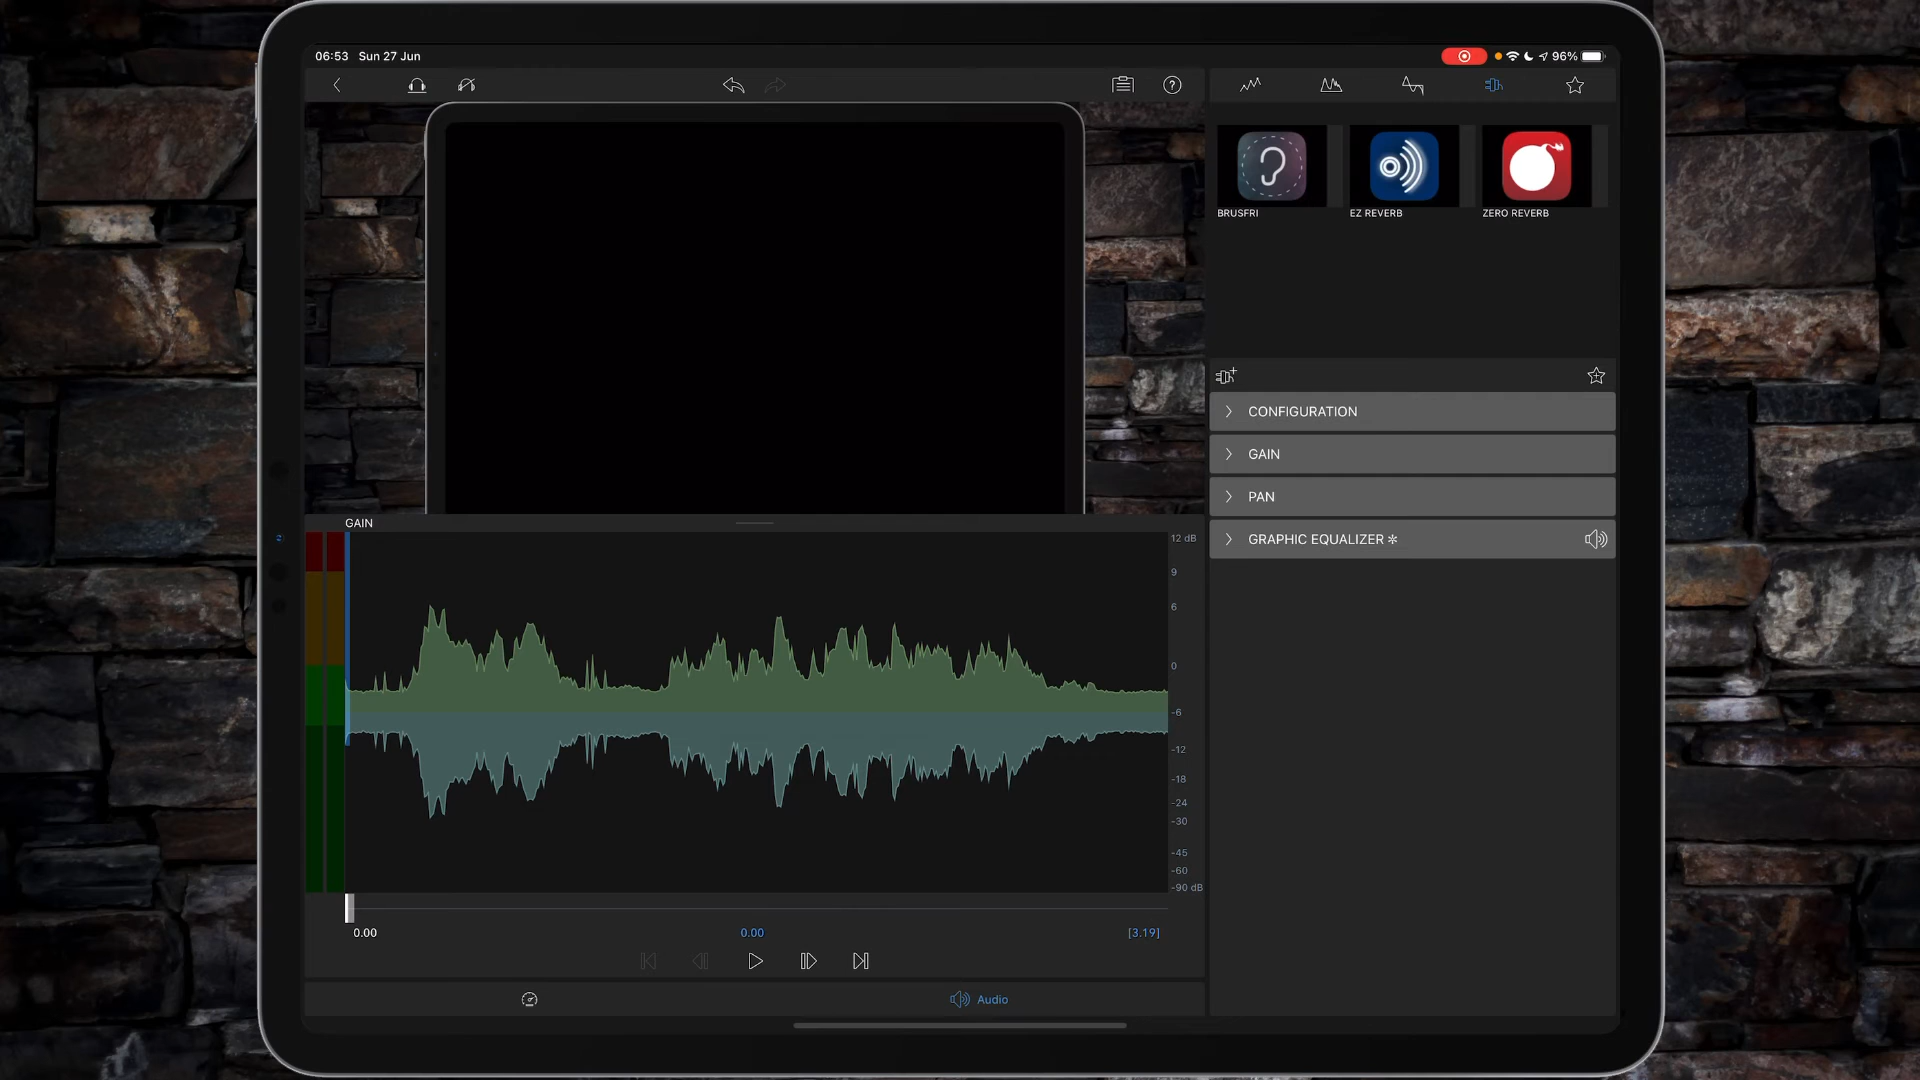 06:53 Sun 27 Jun
96%
BRUSFRI
EZ REVERB
ZERO REVERB
CONFIGURATION
GAIN
PAN
GRAPHIC EQUALIZER ✻
GAIN
12 dB
9
6
0
-6
-12
-18
-24
-30
-45
-60
-90 dB
0.00
0.00
[3.19]
Audio